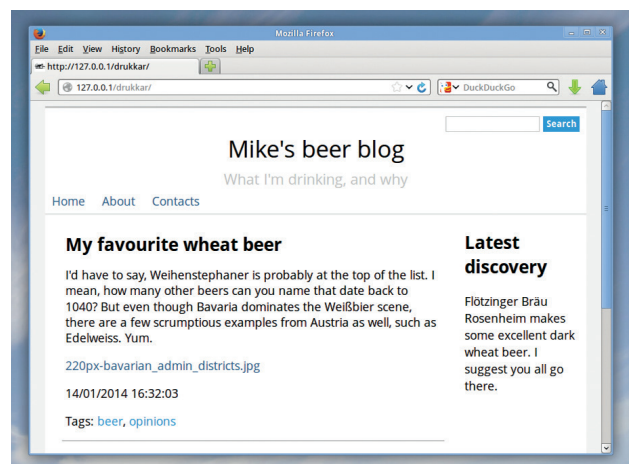 Mozilla Firefox
File Edit View History Bookmarks Tools Help
http://127.0.0.1/drukkar/
127.0.0.1/drukkar/
DuckDuckGo
Search
Mike's beer blog
What I'm drinking, and why
Home About Contacts
My favourite wheat beer
I'd have to say, Weihenstephaner is probably at the top of the list. I
mean, how many other beers can you name that date back to
1040? But even though Bavaria dominates the Weißbier scene,
there are a few scrumptious examples from Austria as well, such as
Edelweiss. Yum.
220px-bavarian_admin_districts.jpg
14/01/2014 16:32:03
Tags: beer, opinions
Latest
discovery
Flötzinger Bräu
Rosenheim makes
some excellent dark
wheat beer. I
suggest you all go
there.